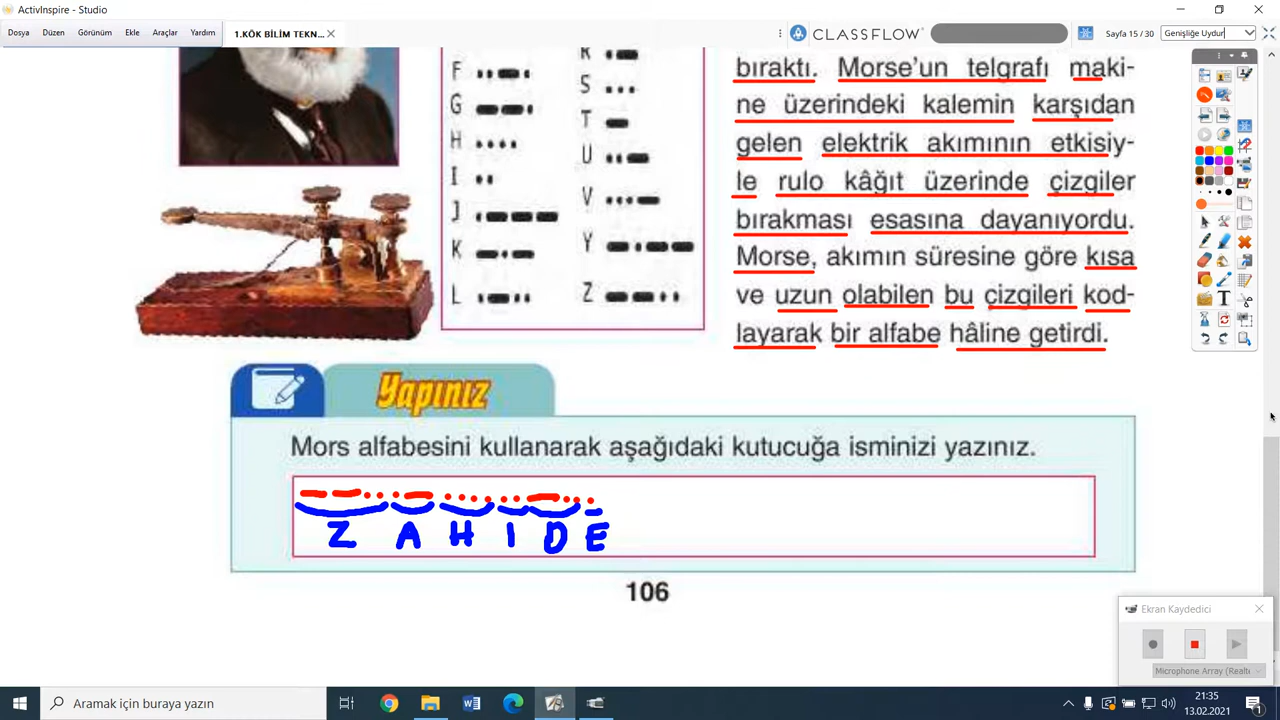 ActivInspire - Studio
Dosya Düzen Görünüm Ekle Araçlar Yardım
1.KÖK BİLİM TEKN...
CLASSFLOW
Sayfa 15 / 30
Genişliğe Uydur
F
G
H
I
J
K
L
R
S
T
U
V
Y
Z
bıraktı. Morse'un telgrafı maki-
ne üzerindeki kalemin karşıdan
gelen elektrik akımının etkisiy-
le rulo kâğıt üzerinde çizgiler
bırakması esasına dayanıyordu.
Morse, akımın süresine göre kısa
ve uzun olabilen bu çizgileri kod-
layarak bir alfabe hâline getirdi.
Yapınız
Mors alfabesini kullanarak aşağıdaki kutucuğa isminizi yazınız.
Z A H I D E
106
Ekran Kaydedici
Microphone Array (Realte
Aramak için buraya yazın
21:35
13.02.2021